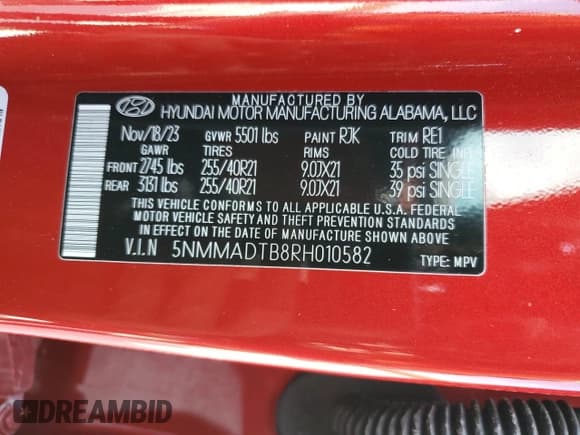 MANUFACTURED BY
HYUNDAI MOTOR MANUFACTURING ALABAMA, LLC
Nov/18/23 GVWR 5501 lbs PAINT RJK TRIM RE1
GAWR TIRES RIMS COLD TIRE INF
FRONT 2745 lbs 255/40R21 9.0JX21 35 psi SINGLE
REAR 3131 lbs 255/40R21 9.0JX21 39 psi SINGLE
THIS VEHICLE CONFORMS TO ALL APPLICABLE U.S.A. FEDERAL
MOTOR VEHICLE SAFETY AND THEFT PREVENTION STANDARDS
IN EFFECT ON THE DATE OF MANUFACTURE SHOWN ABOVE.
V.I.N 5NMMADTB8RH010582 TYPE: MPV
DREAMBID